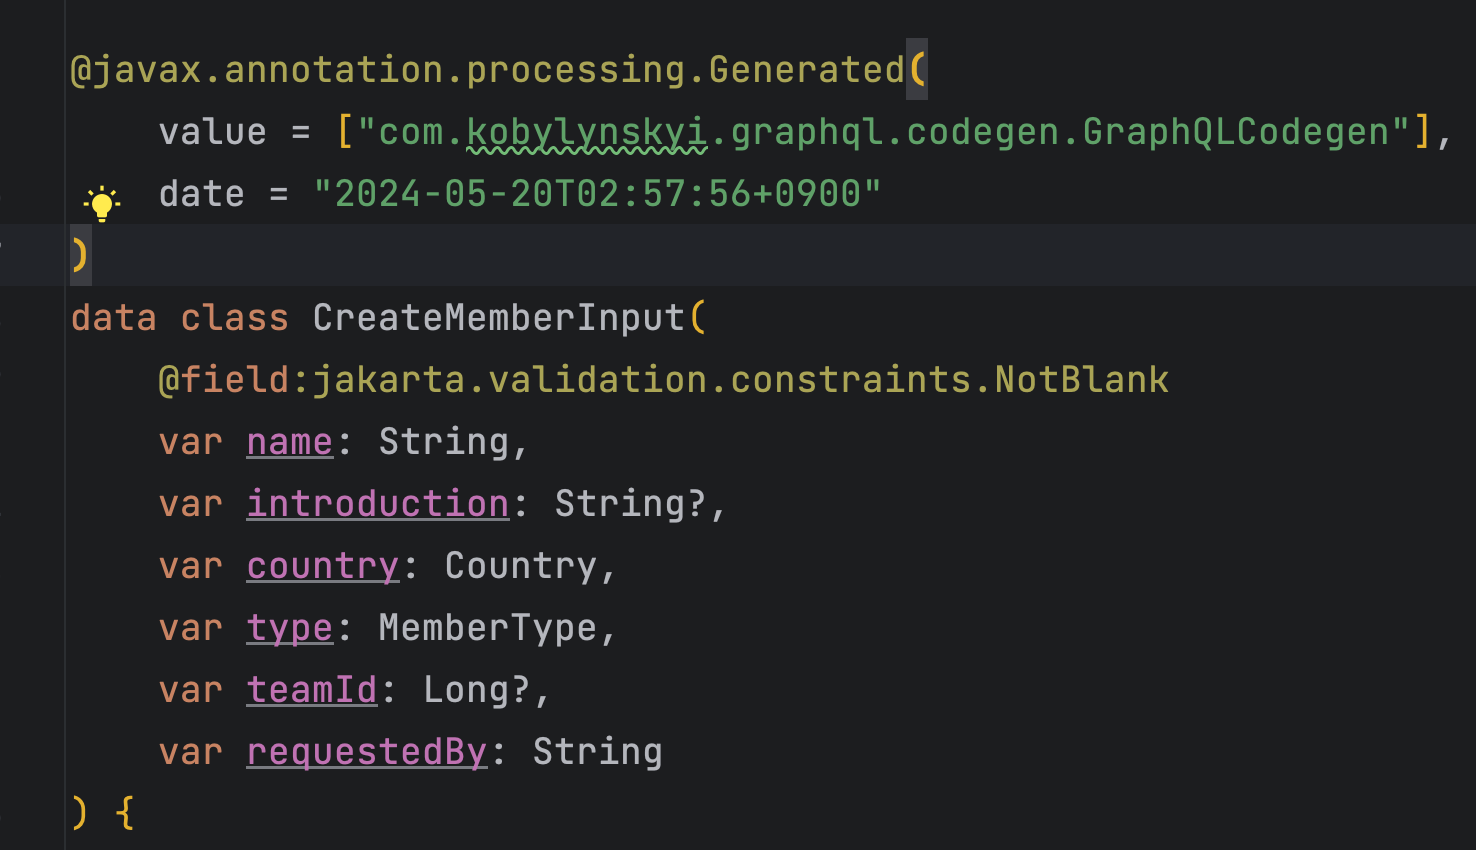 @javax.annotation.processing.Generated(
    value = ["com.kobylynskyi.graphql.codegen.GraphQLCodegen"],
    date = "2024-05-20T02:57:56+0900"
)
data class CreateMemberInput(
    @field:jakarta.validation.constraints.NotBlank
    var name: String,
    var introduction: String?,
    var country: Country,
    var type: MemberType,
    var teamId: Long?,
    var requestedBy: String
) {